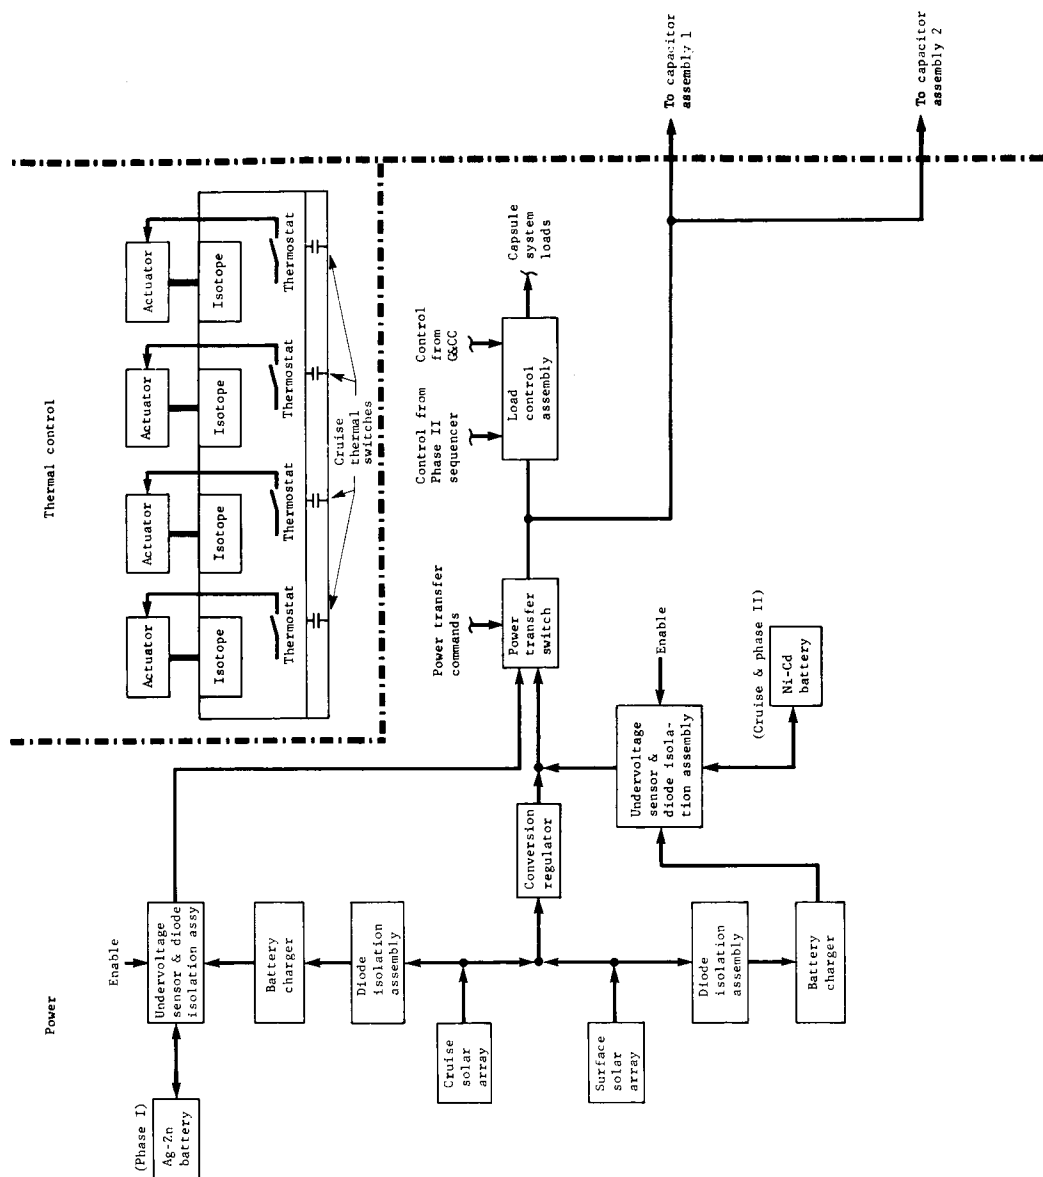 Power
(Phase I)
Ag-Zn
battery
Enable
Undervoltage
sensor & diode
isolation assy
Battery
charger
Diode
isolation
assembly
Cruise
solar
array
Surface
solar
array
Diode
isolation
assembly
Battery
charger
Conversion
regulator
Undervoltage
sensor &
diode isola-
tion assembly
Enable
(Cruise & phase II)
Ni-Cd
battery
Power transfer
commands
Power
transfer
switch
Control from
Phase II
sequencer
Control
from
G&CC
Load
control
assembly
Capsule
system
loads
To capacitor
assembly 1
To capacitor
assembly 2
Thermal control
Actuator
Isotope
Thermostat
Actuator
Isotope
Thermostat
Actuator
Isotope
Thermostat
Actuator
Isotope
Thermostat
Cruise
thermal
switches